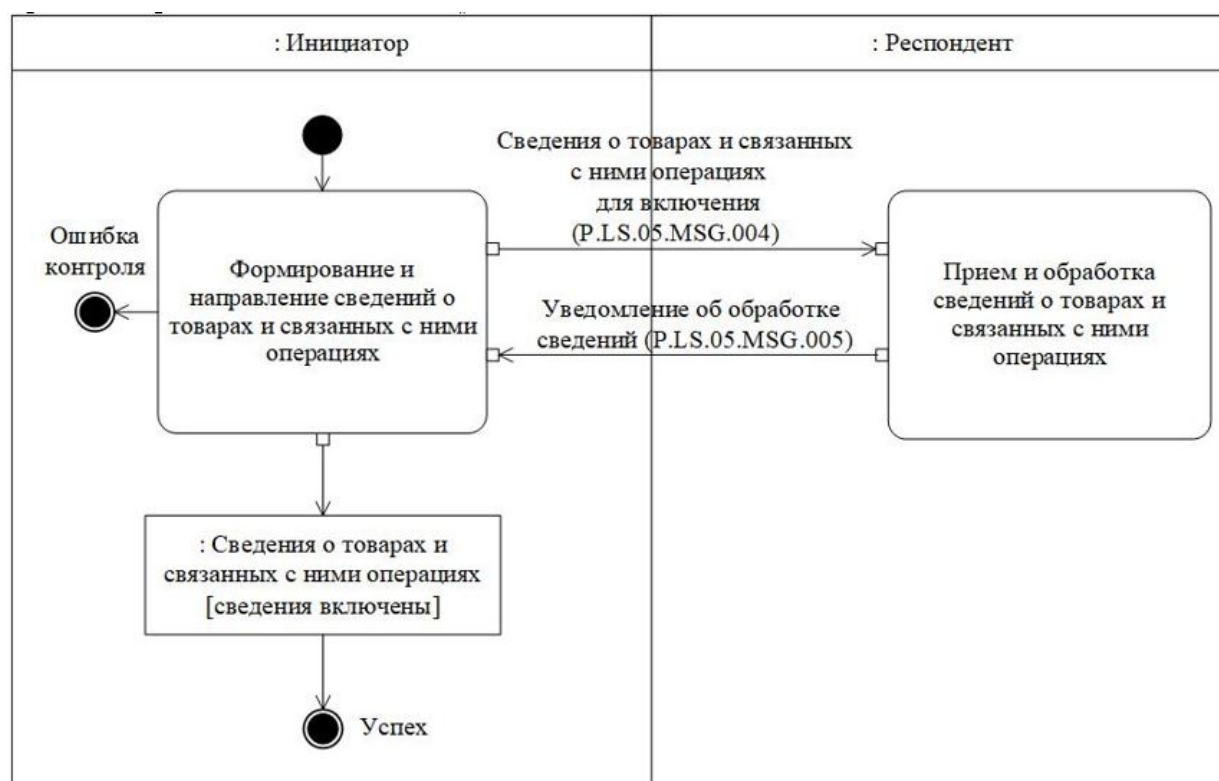 : Инициатор
: Респондент
Сведения о товарах и связанных
с ними операциях
для включения
(P.LS.05.MSG.004)
Ошибка
контроля
Формирование и
направление сведений о
товарах и связанных с ними
операциях
Уведомление об обработке
сведений (P.LS.05.MSG.005)
Прием и обработка
сведений о товарах и
связанных с ними
операциях
: Сведения о товарах и
связанных с ними операциях
[сведения включены]
Успех